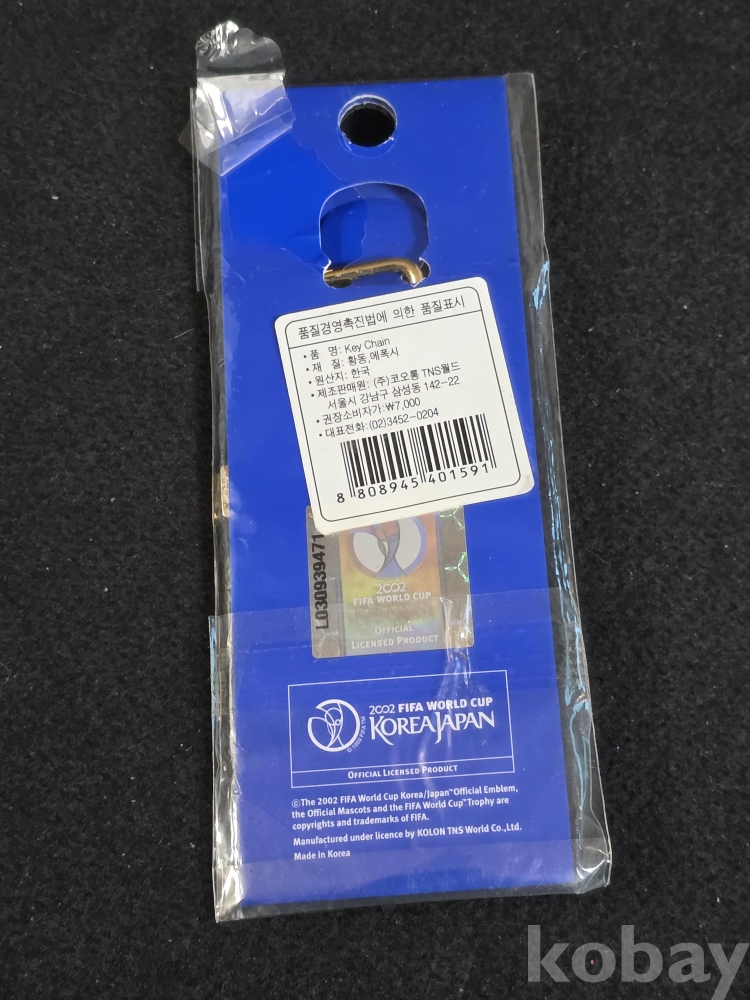 품질경영촉진법에 의한 품질표시
• 품 명: Key Chain
• 재 질: 황동,에폭시
• 원산지: 한국
• 제조판매원: (주)코오롱 TNS월드
서울시 강남구 삼성동 142-22
• 권장소비자가:₩7,000
• 대표전화:(02)3452-0204
8 808945 401591
L030939471
2002
FIFA WORLD CUP
OFFICIAL
LICENSED PRODUCT
2002 FIFA WORLD CUP
KOREAJAPAN
© 1999 FIFA TM
OFFICIAL LICENSED PRODUCT
©The 2002 FIFA World Cup Korea/Japan™Official Emblem,
the Official Mascots and the FIFA World Cup™Trophy are
copyrights and trademarks of FIFA.
Manufactured under licence by KOLON TNS World Co.,Ltd.
Made in Korea
kobay